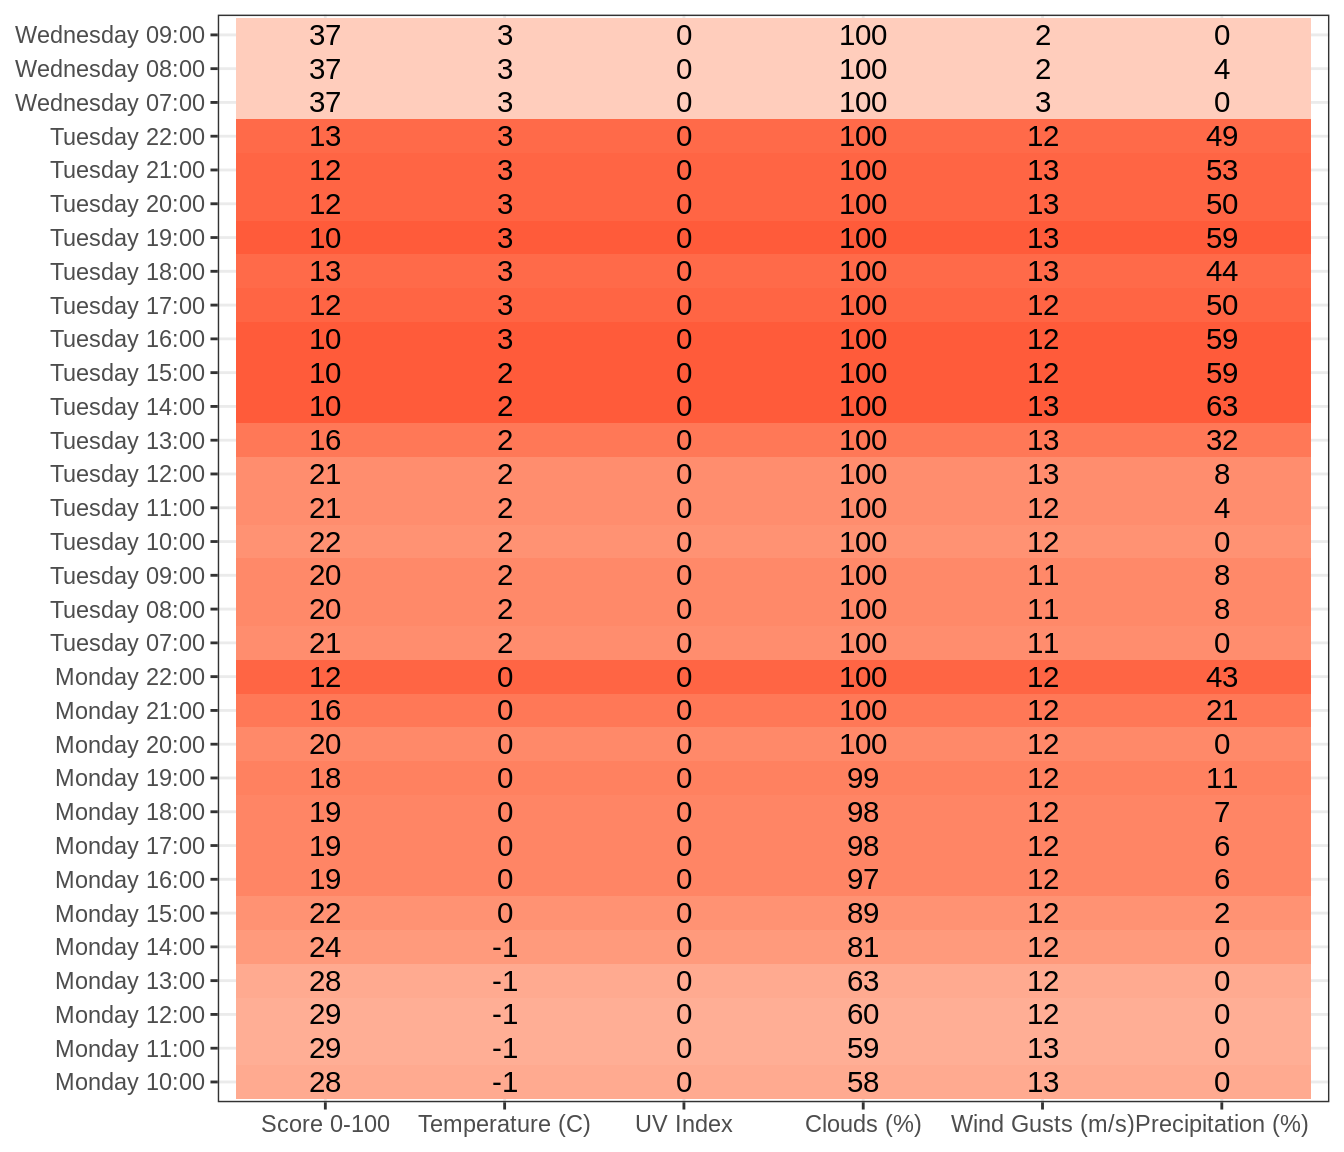 Wednesday 09:00 37 3 0 100 2 0
Wednesday 08:00 37 3 0 100 2 4
Wednesday 07:00 37 3 0 100 3 0
Tuesday 22:00 13 3 0 100 12 49
Tuesday 21:00 12 3 0 100 13 53
Tuesday 20:00 12 3 0 100 13 50
Tuesday 19:00 10 3 0 100 13 59
Tuesday 18:00 13 3 0 100 13 44
Tuesday 17:00 12 3 0 100 12 50
Tuesday 16:00 10 3 0 100 12 59
Tuesday 15:00 10 2 0 100 12 59
Tuesday 14:00 10 2 0 100 13 63
Tuesday 13:00 16 2 0 100 13 32
Tuesday 12:00 21 2 0 100 13 8
Tuesday 11:00 21 2 0 100 12 4
Tuesday 10:00 22 2 0 100 12 0
Tuesday 09:00 20 2 0 100 11 8
Tuesday 08:00 20 2 0 100 11 8
Tuesday 07:00 21 2 0 100 11 0
Monday 22:00 12 0 0 100 12 43
Monday 21:00 16 0 0 100 12 21
Monday 20:00 20 0 0 100 12 0
Monday 19:00 18 0 0 99 12 11
Monday 18:00 19 0 0 98 12 7
Monday 17:00 19 0 0 98 12 6
Monday 16:00 19 0 0 97 12 6
Monday 15:00 22 0 0 89 12 2
Monday 14:00 24 -1 0 81 12 0
Monday 13:00 28 -1 0 63 12 0
Monday 12:00 29 -1 0 60 12 0
Monday 11:00 29 -1 0 59 13 0
Monday 10:00 28 -1 0 58 13 0
Score 0-100 Temperature (C) UV Index Clouds (%) Wind Gusts (m/s) Precipitation (%)